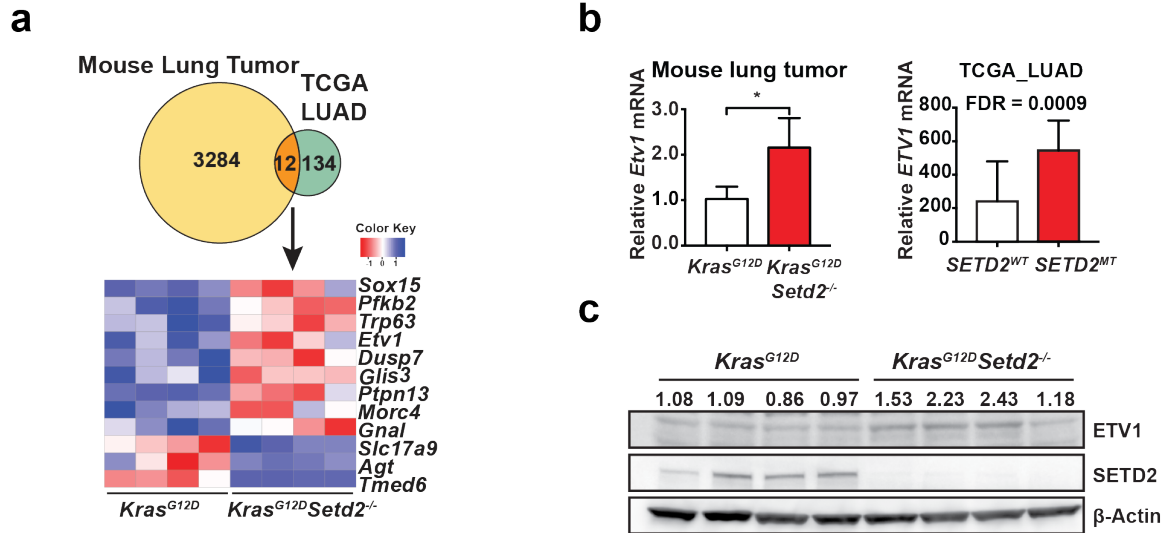 a
Mouse Lung Tumor
TCGA
LUAD
3284
12
134
Color Key
-1 0 1
Sox15
Pfkb2
Trp63
Etv1
Dusp7
Glis3
Ptpn13
Morc4
Gnal
Slc17a9
Agt
Tmed6
KrasG12D
KrasG12DSetd2-/-
b
Mouse lung tumor
Relative Etv1 mRNA
3.0
2.0
1.0
0.0
*
KrasG12D
KrasG12D
Setd2-/-
TCGA_LUAD
FDR = 0.0009
Relative ETV1 mRNA
800
600
400
200
0
SETD2WT
SETD2MT
c
KrasG12D
KrasG12DSetd2-/-
1.08 1.09 0.86 0.97 1.53 2.23 2.43 1.18
ETV1
SETD2
β-Actin